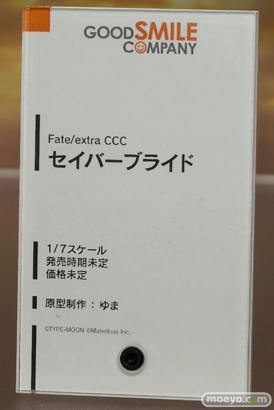 GOODSMILE
COMPANY
Fate/extra CCC
セイバーブライド
1/7スケール
発売時期未定
価格未定
原型制作：ゆま
©TYPE-MOON ©Marvelous Inc.
moeyo.com